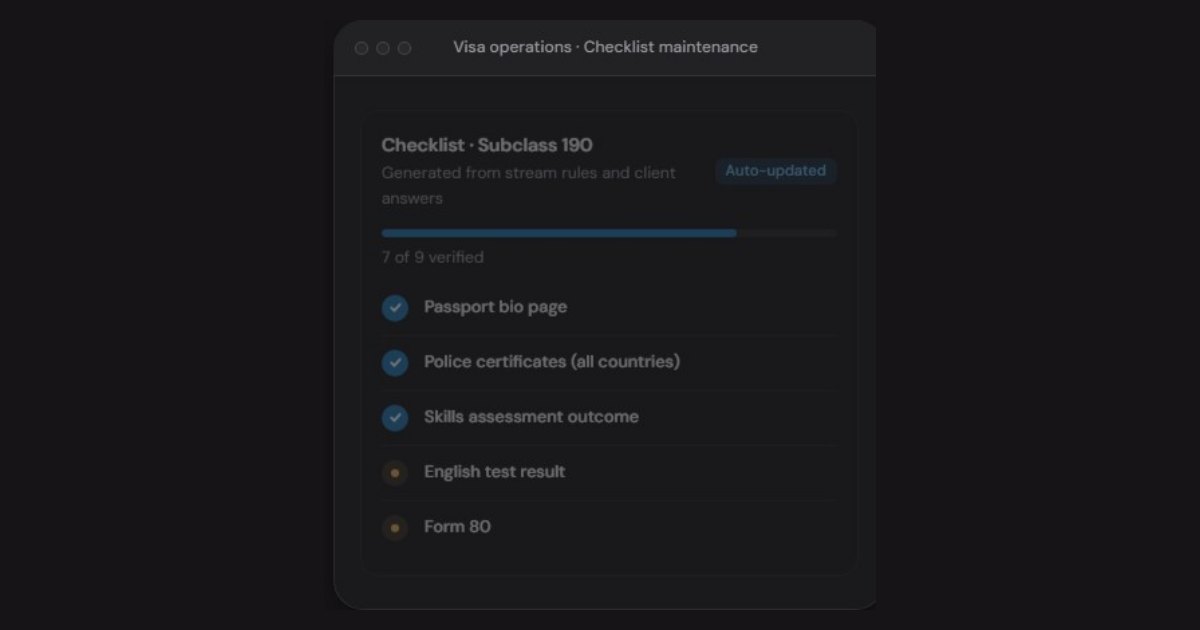 Visa operations · Checklist maintenance
Checklist · Subclass 190
Generated from stream rules and client
answers
Auto-updated
7 of 9 verified
Passport bio page
Police certificates (all countries)
Skills assessment outcome
English test result
Form 80